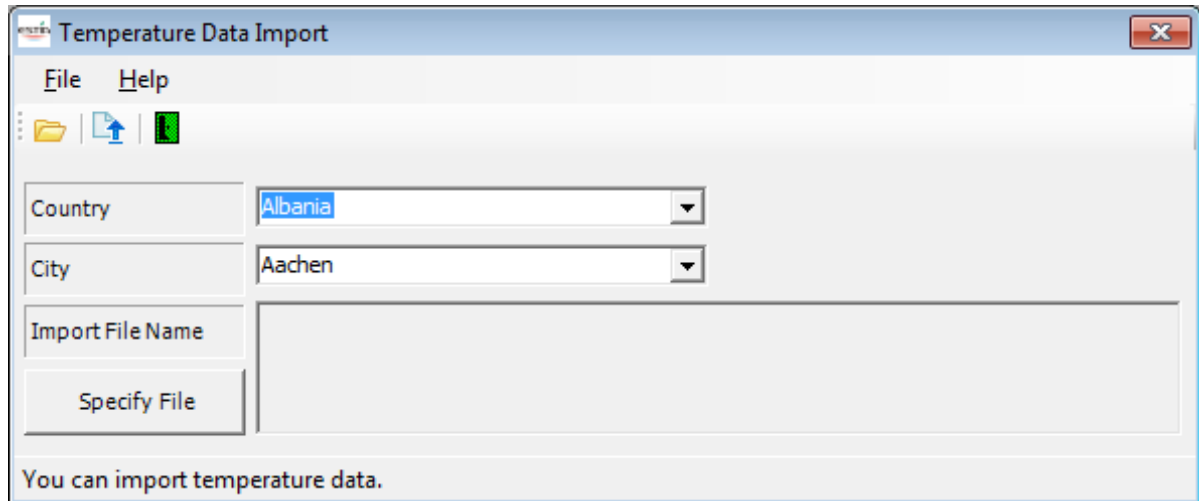 Temperature Data Import
File Help
Country Albania
City Aachen
Import File Name
Specify File
You can import temperature data.